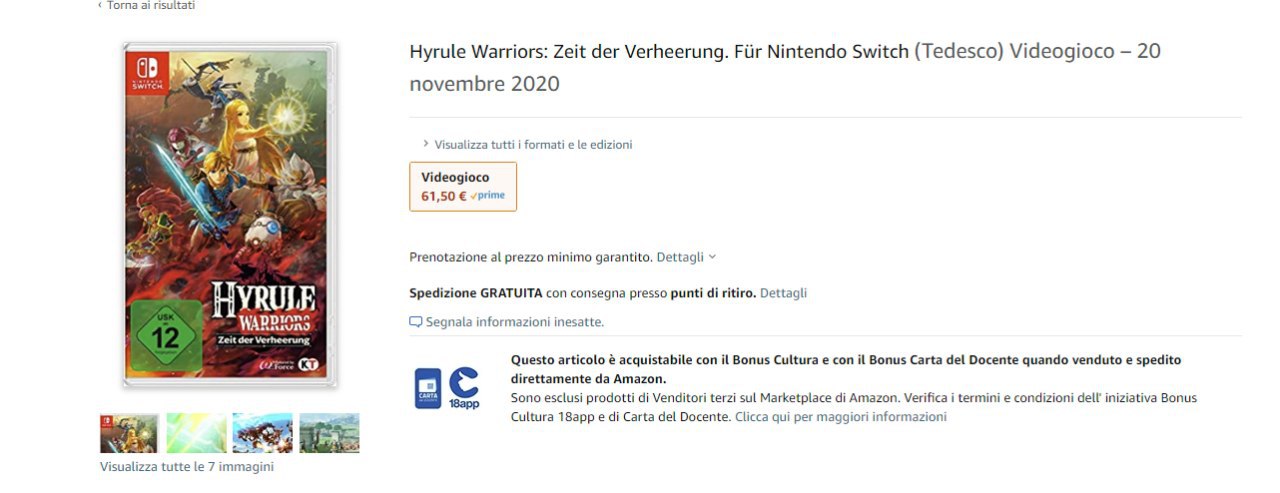 ‹ Torna ai risultati
Hyrule Warriors: Zeit der Verheerung. Für Nintendo Switch (Tedesco) Videogioco – 20
novembre 2020
› Visualizza tutti i formati e le edizioni
Videogioco
61,50 € prime
Prenotazione al prezzo minimo garantito. Dettagli
Spedizione GRATUITA con consegna presso punti di ritiro. Dettagli
Segnala informazioni inesatte.
Questo articolo è acquistabile con il Bonus Cultura e con il Bonus Carta del Docente quando venduto e spedito
direttamente da Amazon.
Sono esclusi prodotti di Venditori terzi sul Marketplace di Amazon. Verifica i termini e condizioni dell' iniziativa Bonus
Cultura 18app e di Carta del Docente. Clicca qui per maggiori informazioni
CARTA
18app
NINTENDO
SWITCH
HYRULE
WARRIORS
Zeit der Verheerung
USK
12
Force
KT
Visualizza tutte le 7 immagini